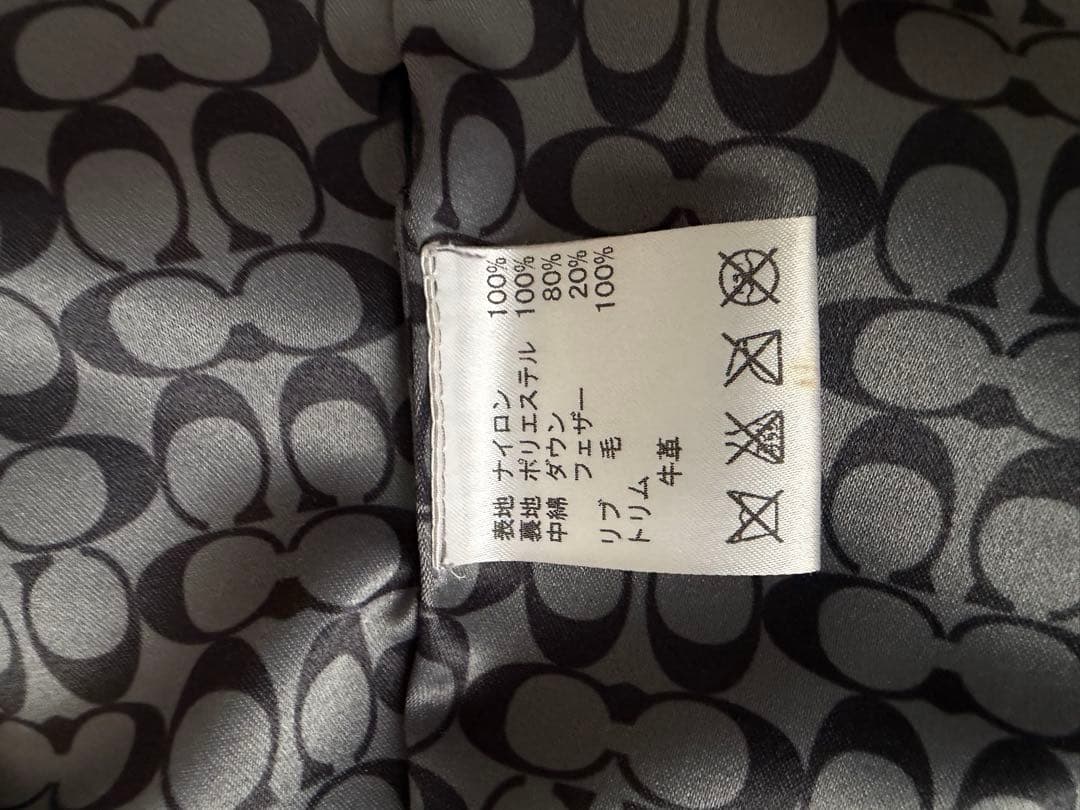 表地 ナイロン 100%
裏地 ポリエステル 100%
中綿 ダウン 80%
フェザー 20%
リブ 毛 100%
トリム 牛革